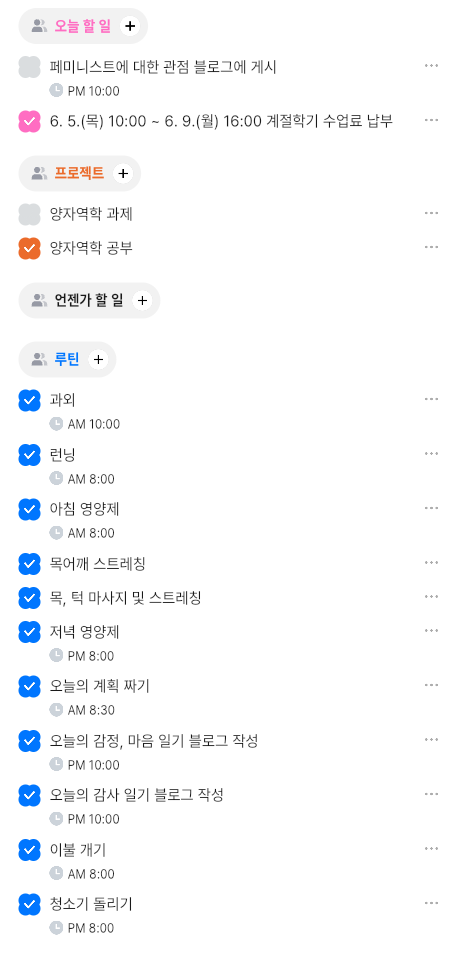 오늘 할 일 +
페미니스트에 대한 관점 블로그에 게시
PM 10:00
6. 5.(목) 10:00 ~ 6. 9.(월) 16:00 계절학기 수업료 납부
프로젝트 +
양자역학 과제
양자역학 공부
언젠가 할 일 +
루틴 +
과외
AM 10:00
런닝
AM 8:00
아침 영양제
AM 8:00
목어깨 스트레칭
목, 턱 마사지 및 스트레칭
저녁 영양제
PM 8:00
오늘의 계획 짜기
AM 8:30
오늘의 감정, 마음 일기 블로그 작성
PM 10:00
오늘의 감사 일기 블로그 작성
PM 10:00
이불 개기
AM 8:00
청소기 돌리기
PM 8:00